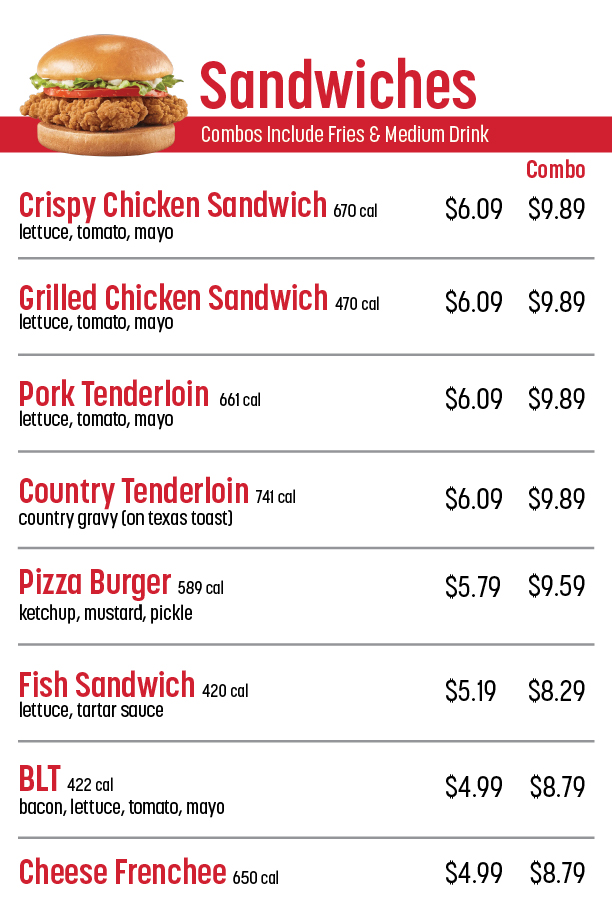 Sandwiches
Combos Include Fries & Medium Drink
Combo
Crispy Chicken Sandwich 670 cal $6.09 $9.89
lettuce, tomato, mayo
Grilled Chicken Sandwich 470 cal $6.09 $9.89
lettuce, tomato, mayo
Pork Tenderloin 661 cal $6.09 $9.89
lettuce, tomato, mayo
Country Tenderloin 741 cal $6.09 $9.89
country gravy (on texas toast)
Pizza Burger 589 cal $5.79 $9.59
ketchup, mustard, pickle
Fish Sandwich 420 cal $5.19 $8.29
lettuce, tartar sauce
BLT 422 cal $4.99 $8.79
bacon, lettuce, tomato, mayo
Cheese Frenchee 650 cal $4.99 $8.79